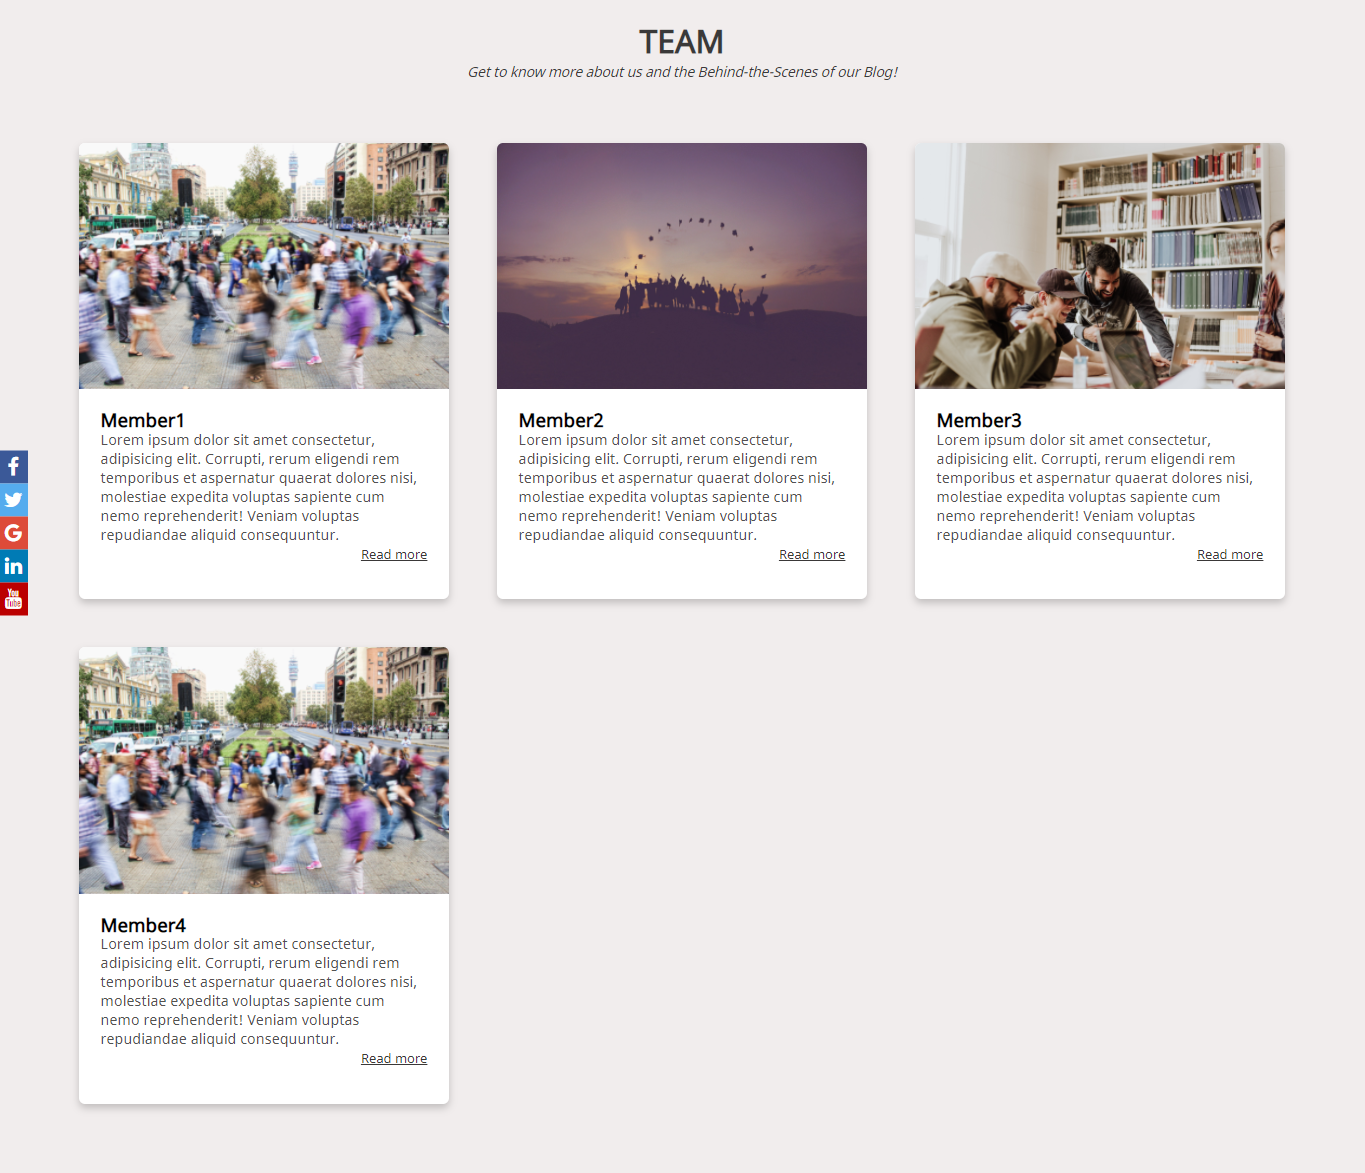 TEAM
Get to know more about us and the Behind-the-Scenes of our Blog!
Member1
Lorem ipsum dolor sit amet consectetur,
adipisicing elit. Corrupti, rerum eligendi rem
temporibus et aspernatur quaerat dolores nisi,
molestiae expedita voluptas sapiente cum
nemo reprehenderit! Veniam voluptas
repudiandae aliquid consequuntur.
Read more
Member2
Lorem ipsum dolor sit amet consectetur,
adipisicing elit. Corrupti, rerum eligendi rem
temporibus et aspernatur quaerat dolores nisi,
molestiae expedita voluptas sapiente cum
nemo reprehenderit! Veniam voluptas
repudiandae aliquid consequuntur.
Read more
Member3
Lorem ipsum dolor sit amet consectetur,
adipisicing elit. Corrupti, rerum eligendi rem
temporibus et aspernatur quaerat dolores nisi,
molestiae expedita voluptas sapiente cum
nemo reprehenderit! Veniam voluptas
repudiandae aliquid consequuntur.
Read more
f
G
in
You
Tube
Member4
Lorem ipsum dolor sit amet consectetur,
adipisicing elit. Corrupti, rerum eligendi rem
temporibus et aspernatur quaerat dolores nisi,
molestiae expedita voluptas sapiente cum
nemo reprehenderit! Veniam voluptas
repudiandae aliquid consequuntur.
Read more